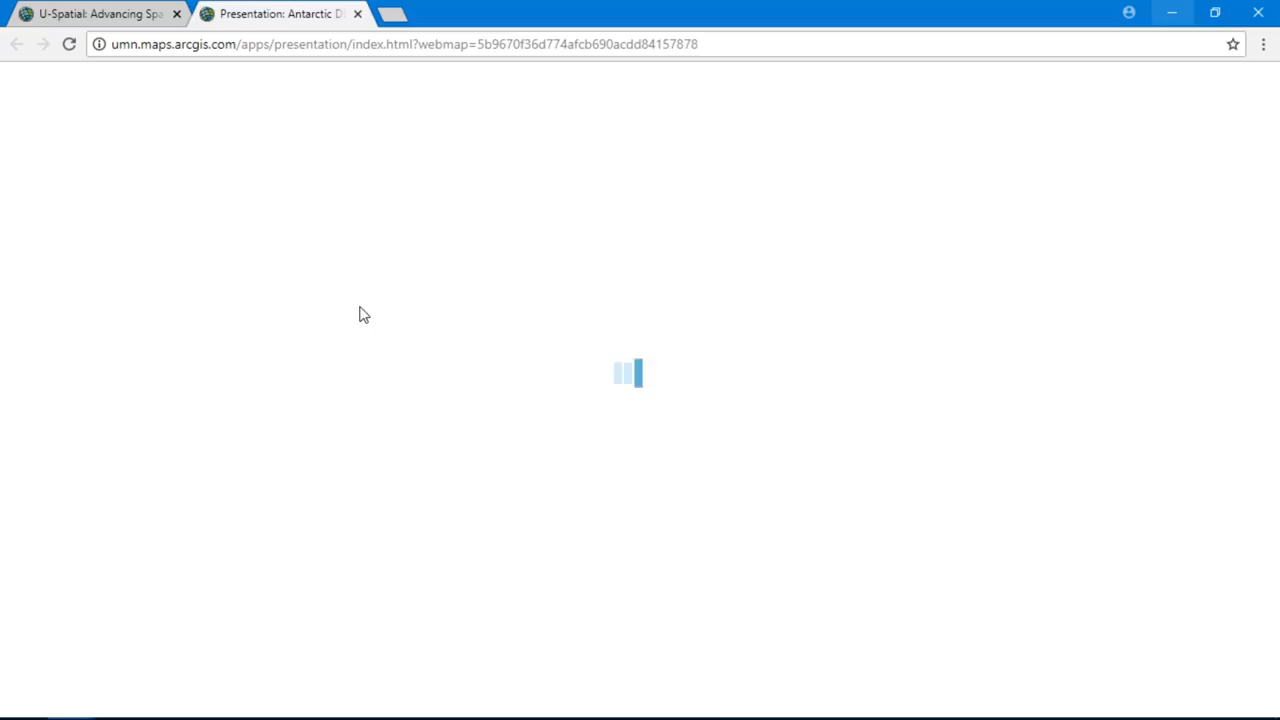 U-Spatial: Advancing Spa
Presentation: Antarctic D
umn.maps.arcgis.com/apps/presentation/index.html?webmap=5b9670f36d774afcb690acdd84157878